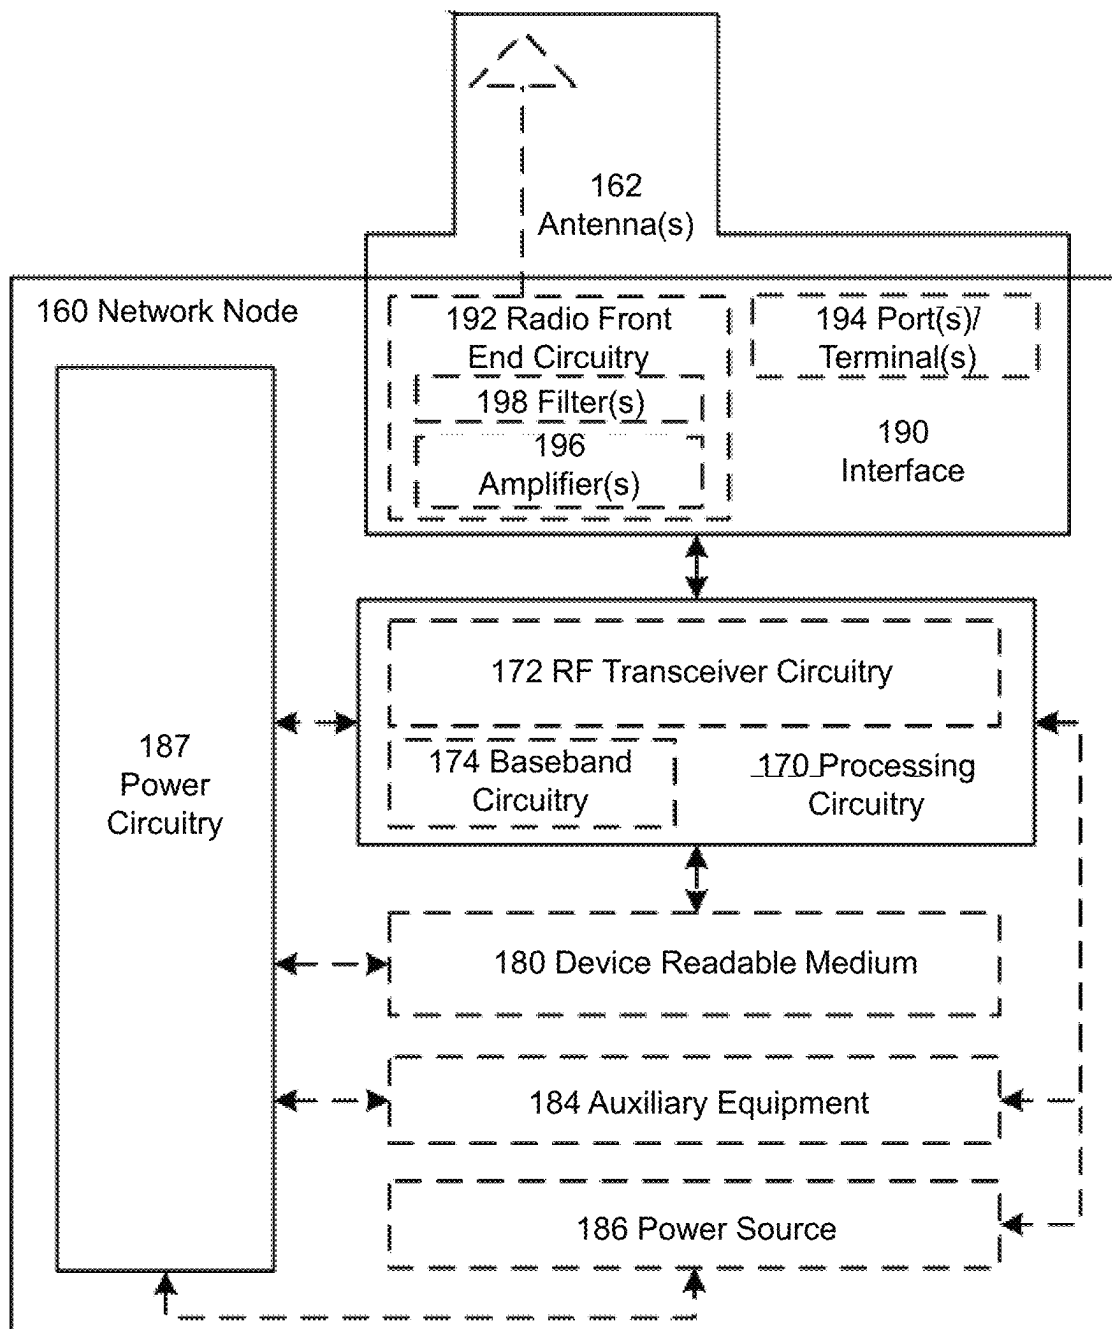 162
Antenna(s)
160 Network Node
192 Radio Front
End Circuitry
194 Port(s)/
Terminal(s)
198 Filter(s)
196
Amplifier(s)
190
Interface
172 RF Transceiver Circuitry
187
Power
Circuitry
174 Baseband
Circuitry
170 Processing
Circuitry
180 Device Readable Medium
184 Auxiliary Equipment
186 Power Source